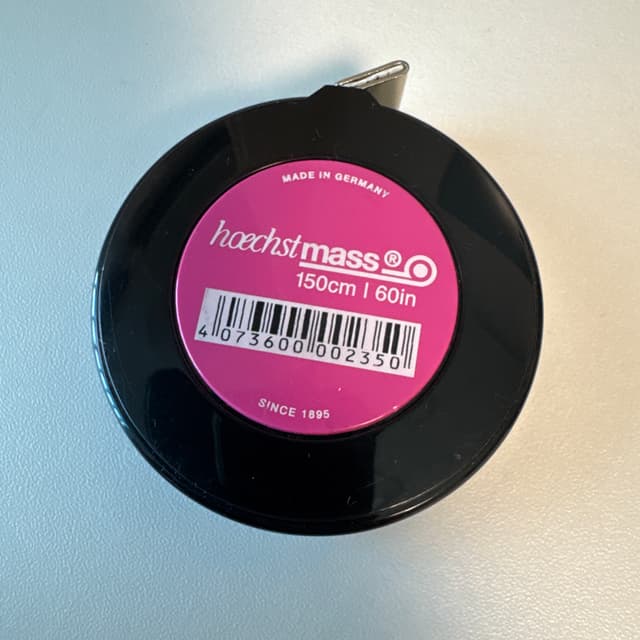 MADE IN GERMANY
hoechstmass®
150cm | 60in
4 073600 002350
SINCE 1895